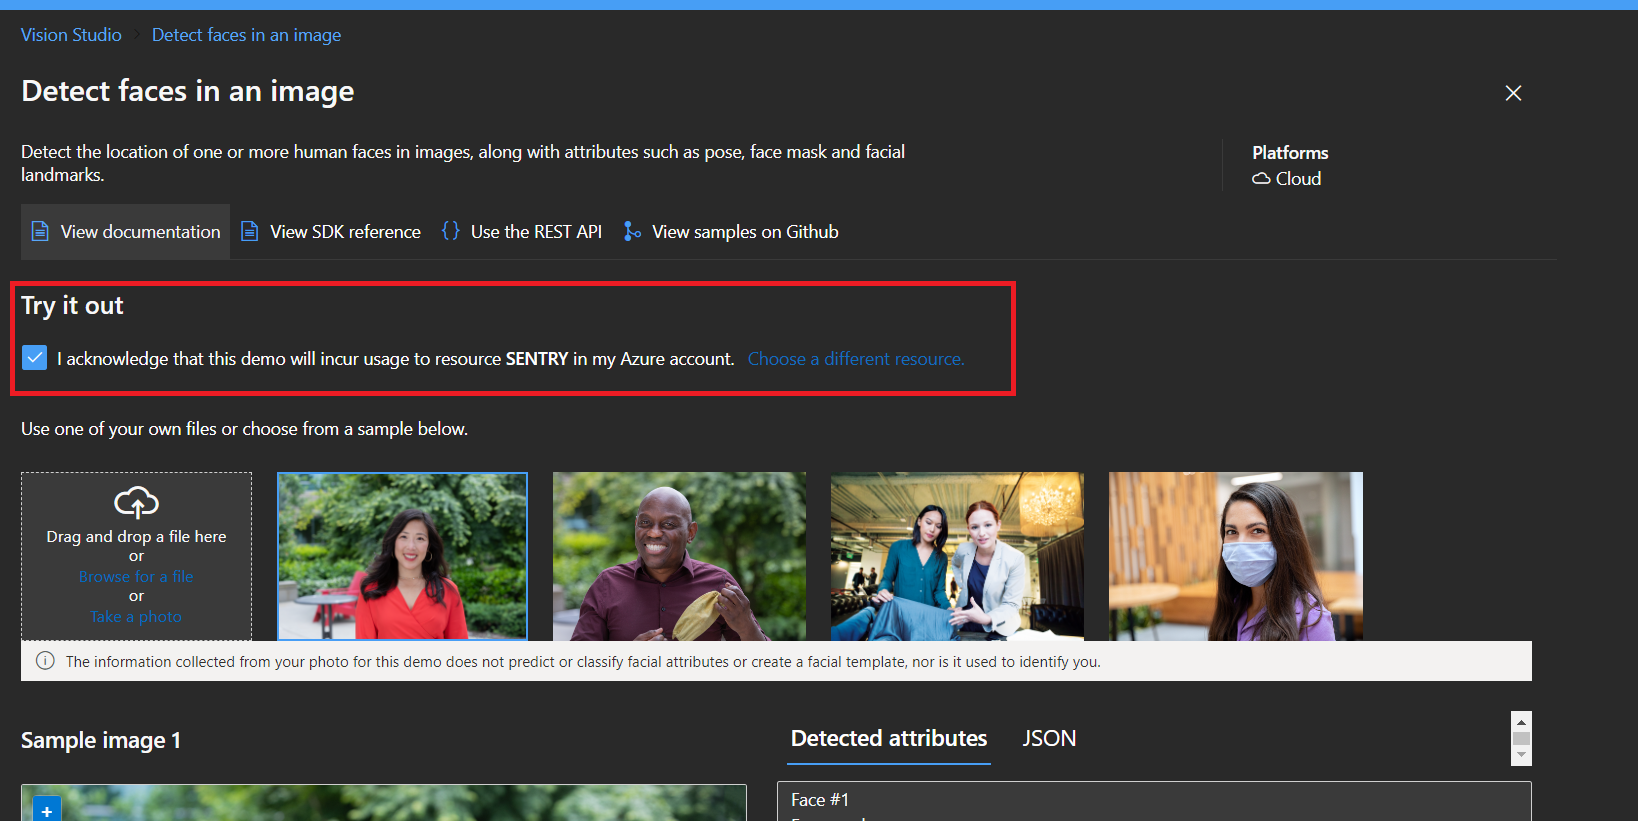 Vision Studio > Detect faces in an image
Detect faces in an image
Detect the location of one or more human faces in images, along with attributes such as pose, face mask and facial
landmarks.
Platforms
Cloud
View documentation
View SDK reference
{} Use the REST API
View samples on Github
Try it out
I acknowledge that this demo will incur usage to resource SENTRY in my Azure account. Choose a different resource.
Use one of your own files or choose from a sample below.
Drag and drop a file here
or
Browse for a file
or
Take a photo
The information collected from your photo for this demo does not predict or classify facial attributes or create a facial template, nor is it used to identify you.
Sample image 1
Detected attributes
JSON
Face #1